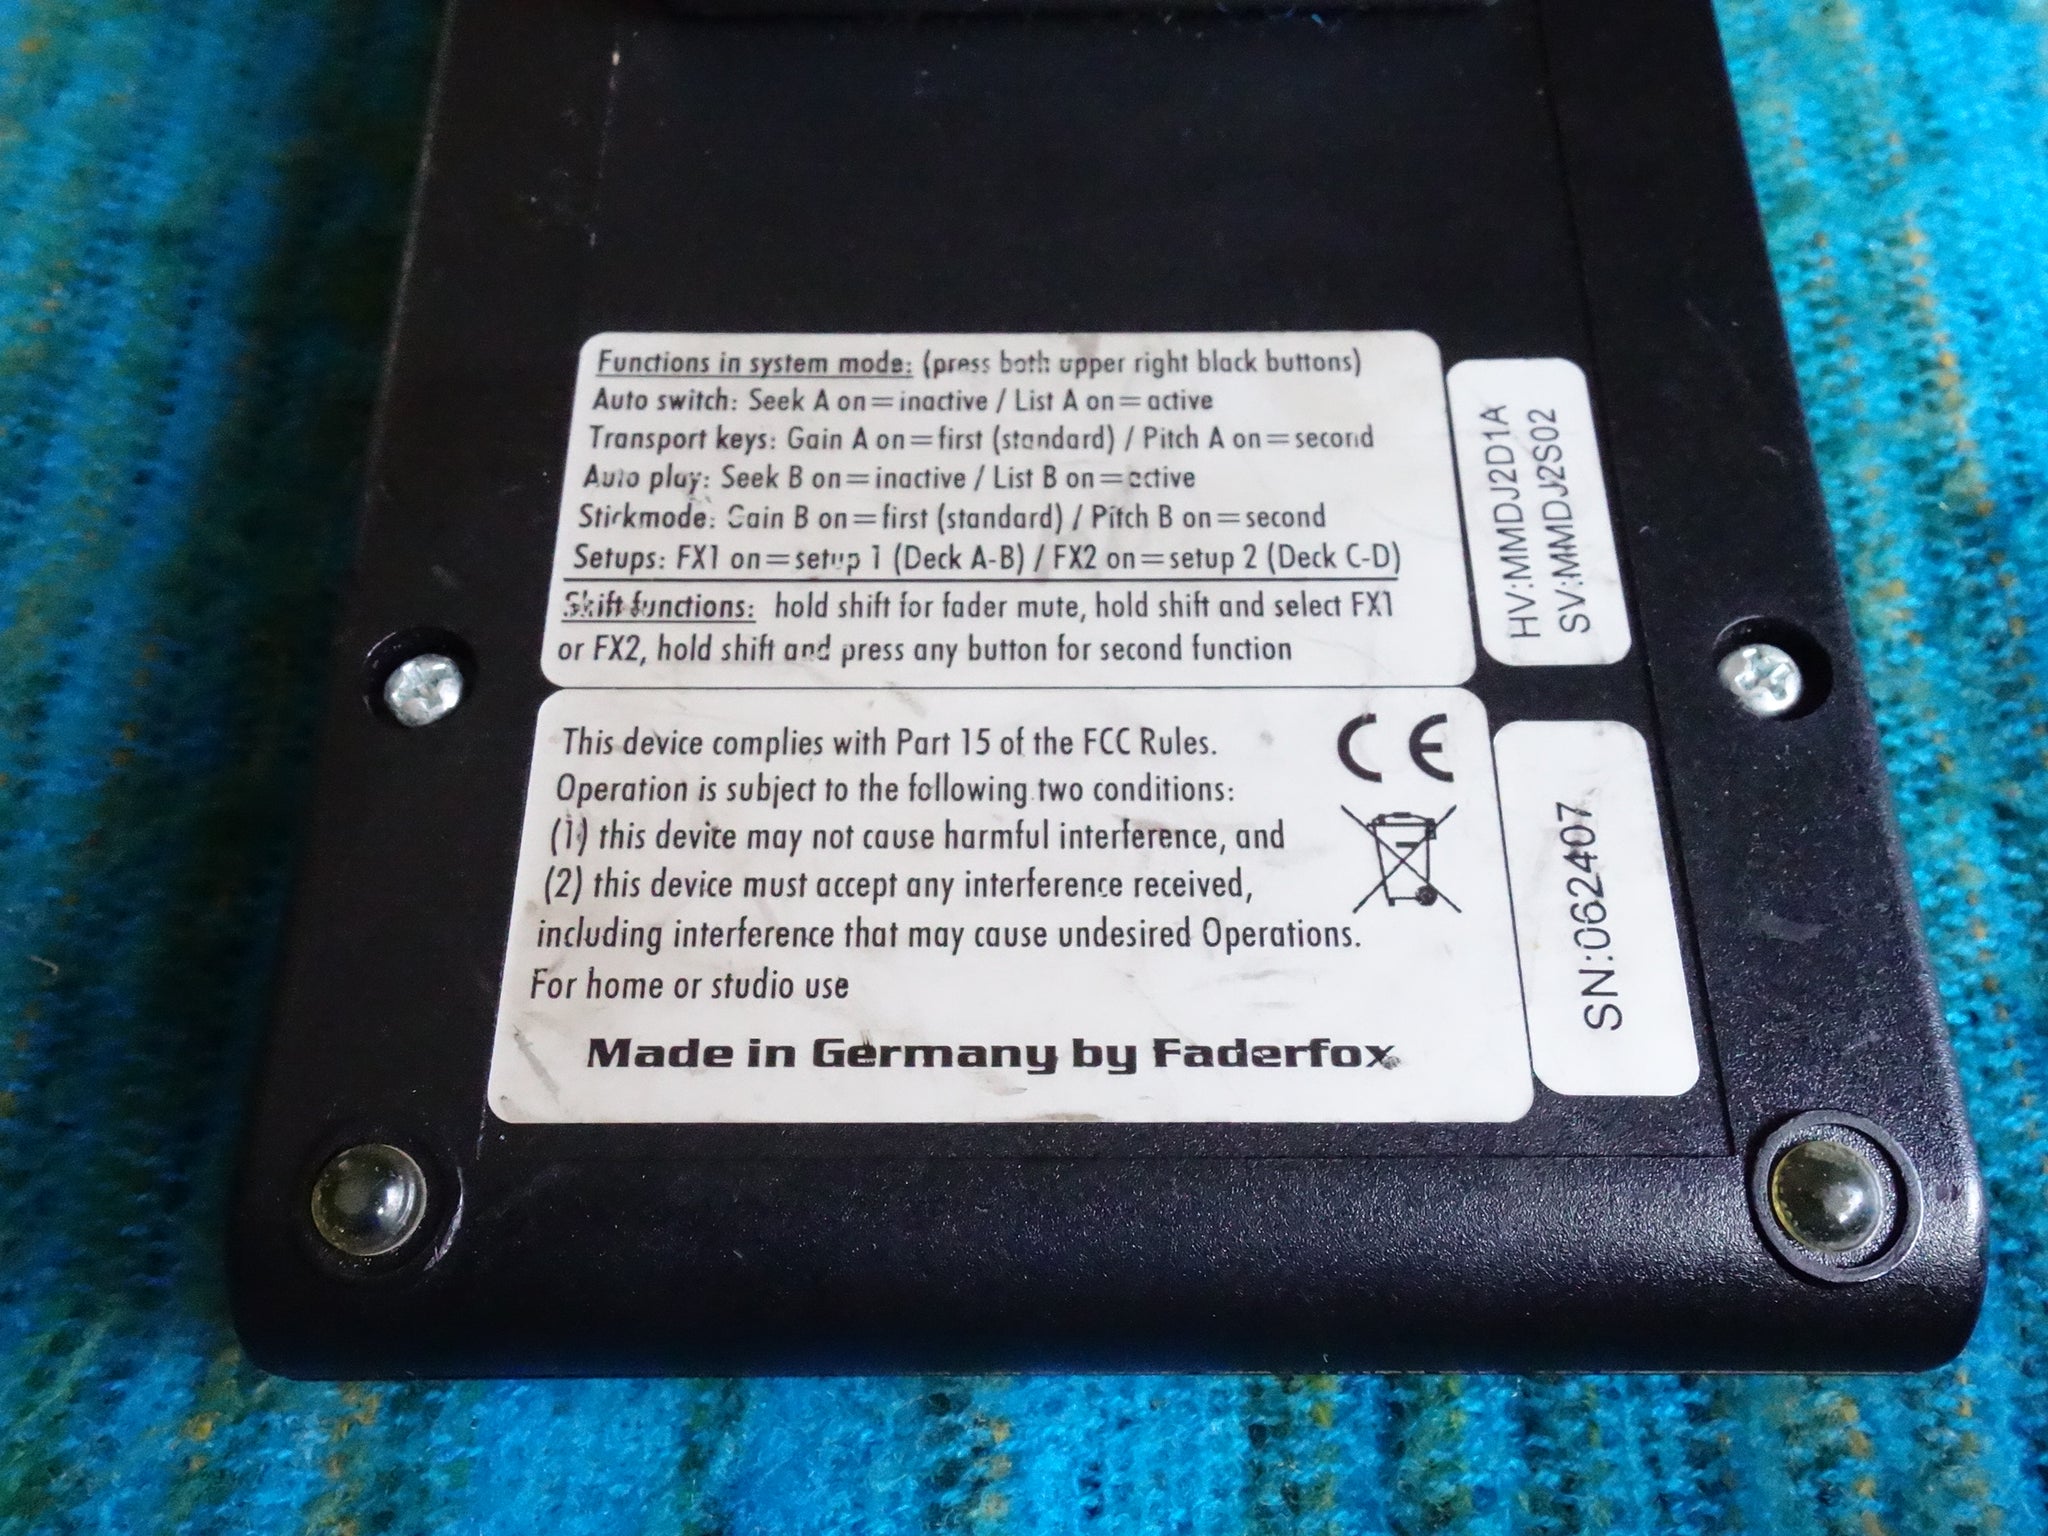 Functions in system mode: (press both upper right black buttons)
Auto switch: Seek A on=inactive / List A on=active
Transport keys: Gain A on=first (standard) / Pitch A on=second
Auto play: Seek B on=inactive / List B on=active
Stickmode: Gain B on=first (standard) / Pitch B on=second
Setups: FX1 on=setup 1 (Deck A-B) / FX2 on=setup 2 (Deck C-D)
Shift functions: hold shift for fader mute, hold shift and select FX1
or FX2, hold shift and press any button for second function
HV:MMDJ2D1A
SV:MMDJ2S02
This device complies with Part 15 of the FCC Rules.
Operation is subject to the following two conditions:
(1) this device may not cause harmful interference, and
(2) this device must accept any interference received,
including interference that may cause undesired Operations.
For home or studio use
Made in Germany by Faderfox
CE
SN:062407